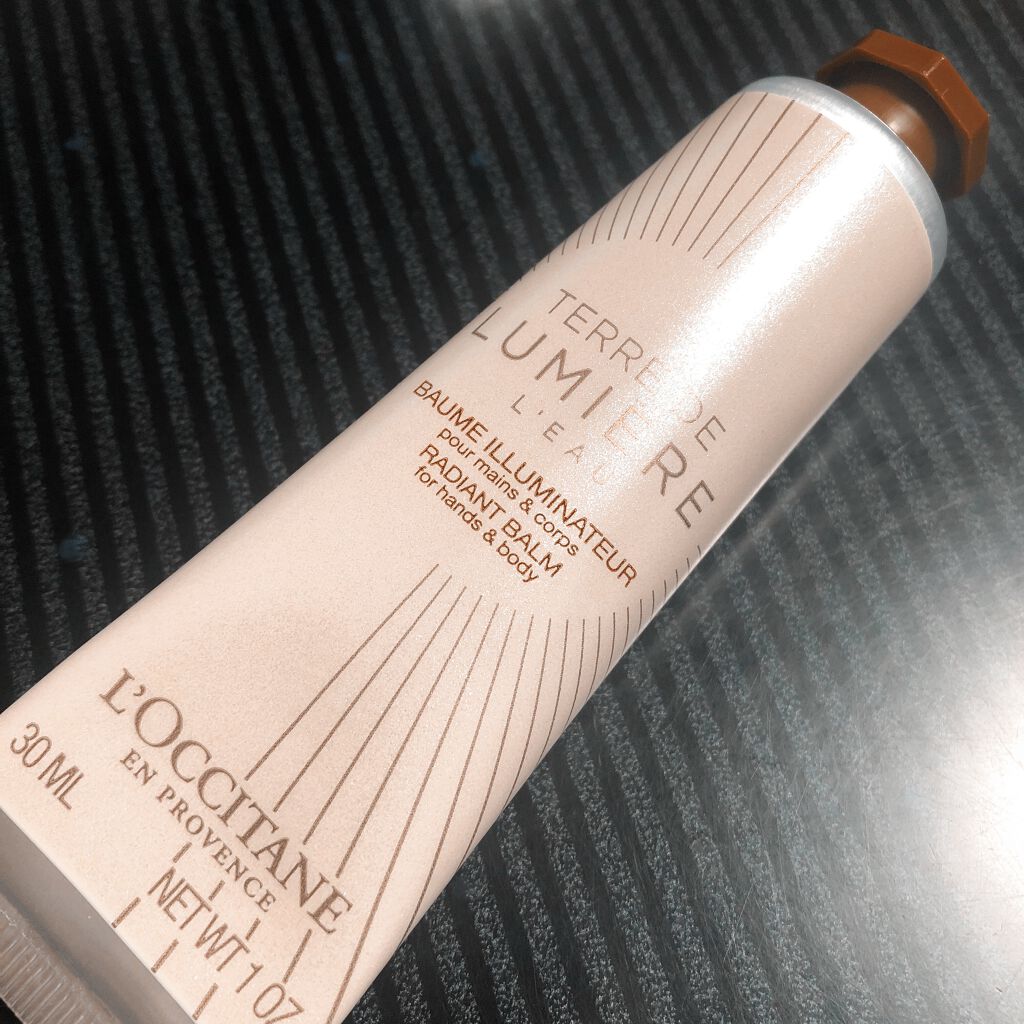 TERRE DE
LUMIÈRE
L'EAU
BAUME ILLUMINATEUR
pour mains & corps
RADIANT BALM
for hands & body
L'OCCITANE
EN PROVENCE
30 ML
NET WT 1 OZ